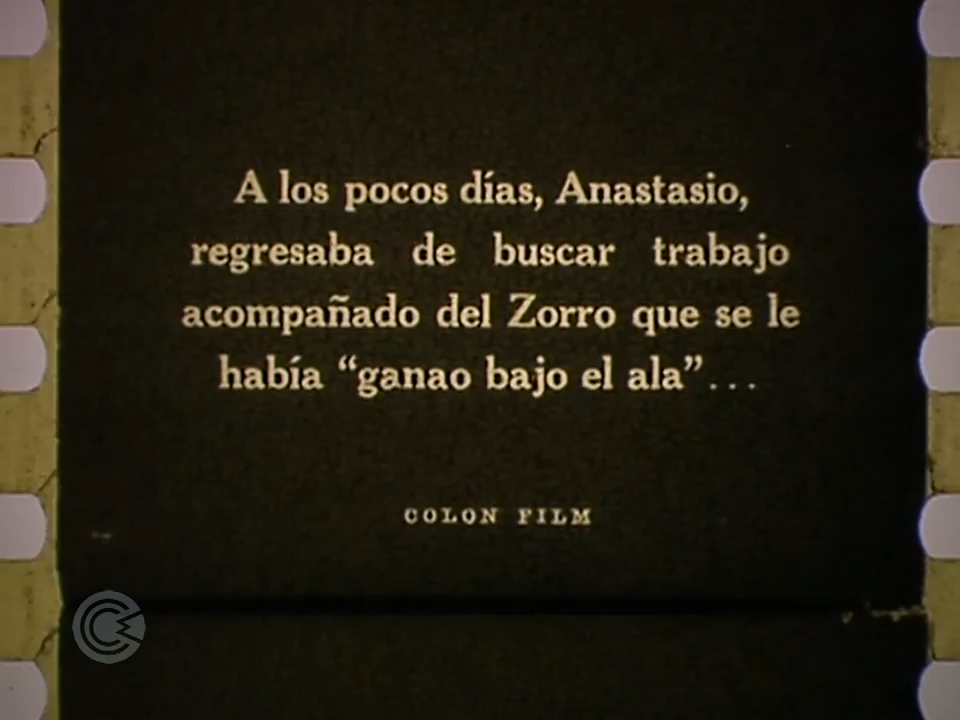 A los pocos días, Anastasio,
regresaba de buscar trabajo
acompañado del Zorro que se le
había “ganao bajo el ala”...
COLON FILM